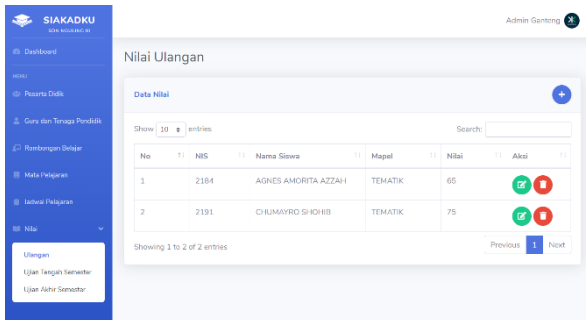 SIAKADKU
Admin Genteng
Dashboard
Nilai Ulangan
MENU
Peserta Didik
Data Nilai
Guru dan Tenaga Pendidik
Show 10 entries
Search:
Rombongan Belajar
No NIS Nama Siswa Mapel Nilai Aksi
Mata Pelajaran
1 2164 AGNES AMORITA AZZAH TEMATIK 65
Jadwal Pelajaran
2 2191 CHUMAYRO SHOHIB TEMATIK 75
Nilai
Showing 1 to 2 of 2 entries
Previous 1 Next
Ulangan
Ujian Tengah Semester
Ujian Akhir Semester